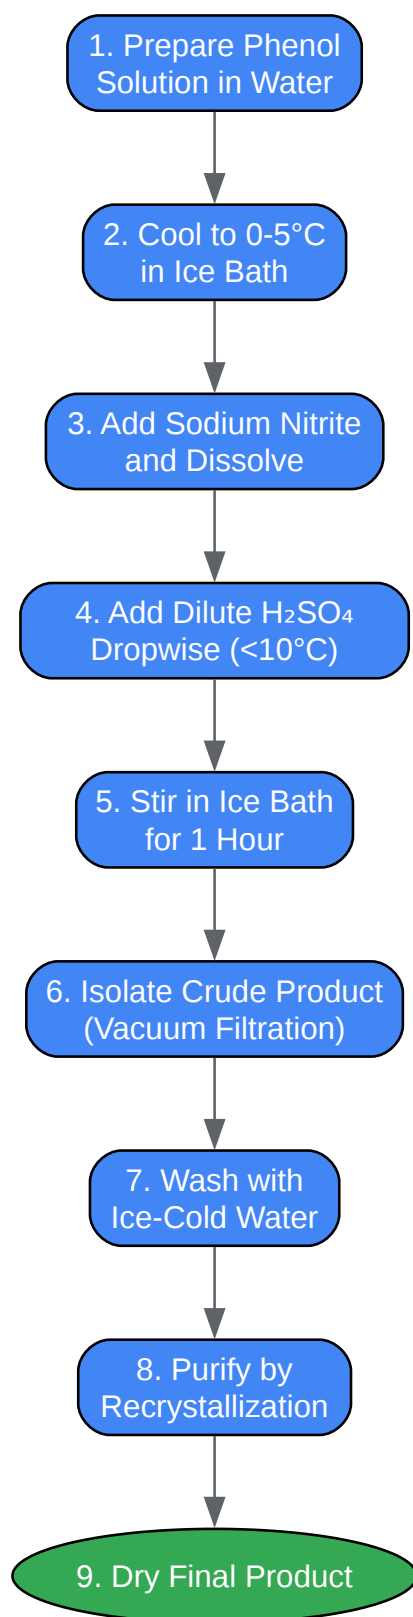 1. Prepare Phenol
Solution in Water
2. Cool to 0-5°C
in Ice Bath
3. Add Sodium Nitrite
and Dissolve
4. Add Dilute H₂SO₄
Dropwise (<10°C)
5. Stir in Ice Bath
for 1 Hour
6. Isolate Crude Product
(Vacuum Filtration)
7. Wash with
Ice-Cold Water
8. Purify by
Recrystallization
9. Dry Final Product